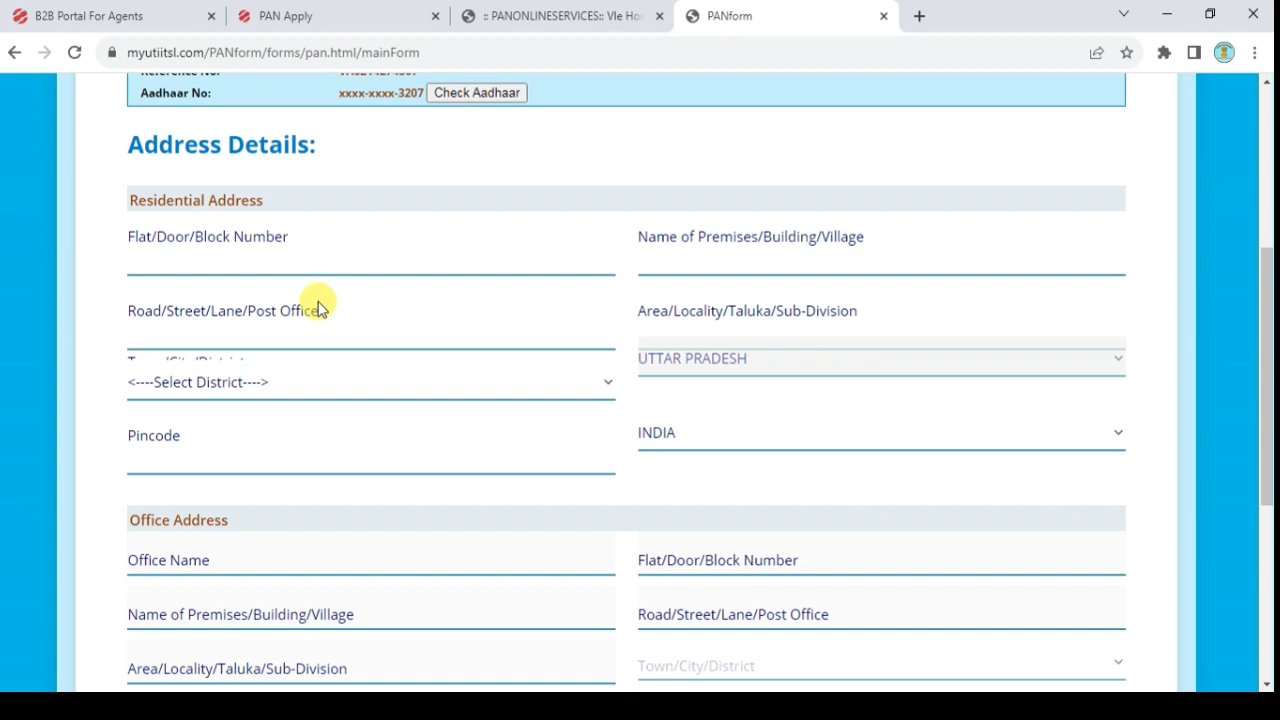 B2B Portal For Agents
PAN Apply
:: PANONLINESERVICES:: Vle Ho
PANform
myutiitsl.com/PANform/forms/pan.html/mainForm
Aadhaar No: xxxx-xxxx-3207 Check Aadhaar
Address Details:
Residential Address
Flat/Door/Block Number Name of Premises/Building/Village
Road/Street/Lane/Post Office Area/Locality/Taluka/Sub-Division
Town/City/District UTTAR PRADESH
<----Select District---->
Pincode INDIA
Office Address
Office Name Flat/Door/Block Number
Name of Premises/Building/Village Road/Street/Lane/Post Office
Area/Locality/Taluka/Sub-Division Town/City/District